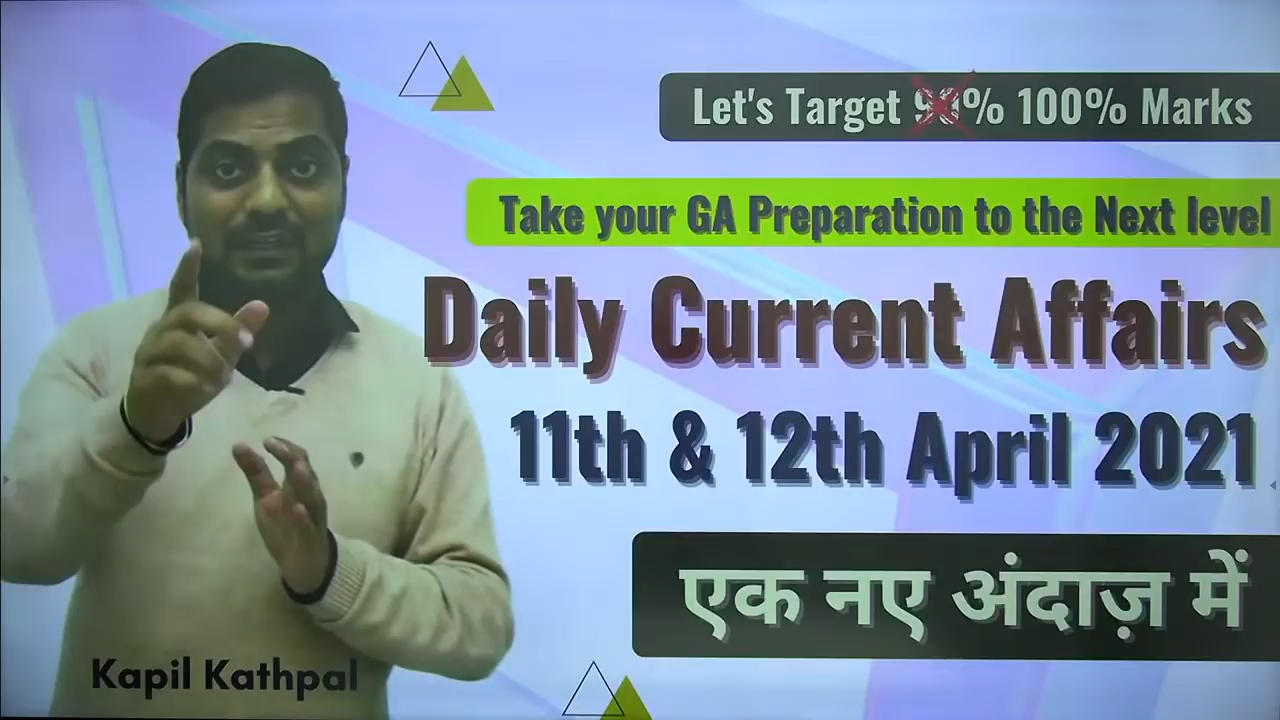 Let's Target 90% 100% Marks
Take your GA Preparation to the Next level
Daily Current Affairs
11th & 12th April 2021
एक नए अंदाज़ में
Kapil Kathpal